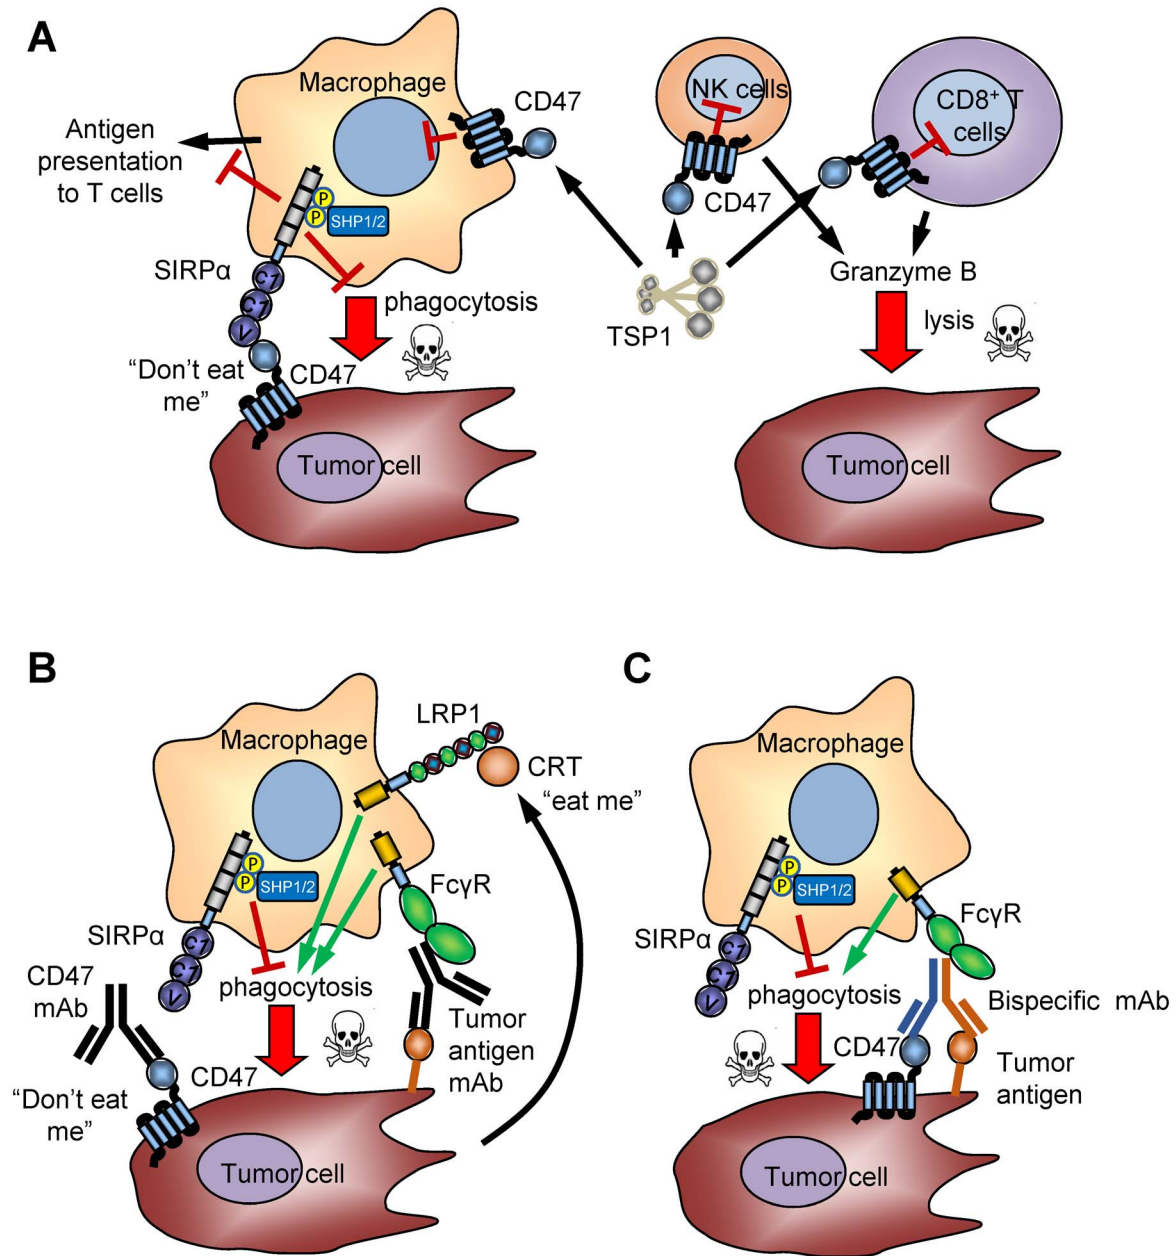 A
Macrophage
CD47
NK cells
CD8+ T
cells
Antigen
presentation
to T cells
P
P
SHP1/2
CD47
SIRPα
C1
C1
V
phagocytosis
Granzyme B
TSP1
lysis
“Don’t eat
me”
CD47
Tumor cell
Tumor cell
B
LRP1
Macrophage
CRT
“eat me”
P
P
SHP1/2
FcγR
SIRPα
C1
C1
V
CD47
mAb
phagocytosis
Tumor
antigen
mAb
CD47
“Don’t eat
me”
Tumor cell
C
Macrophage
P
P
SHP1/2
FcγR
SIRPα
C1
C1
V
phagocytosis
Bispecific mAb
CD47
Tumor
antigen
Tumor cell